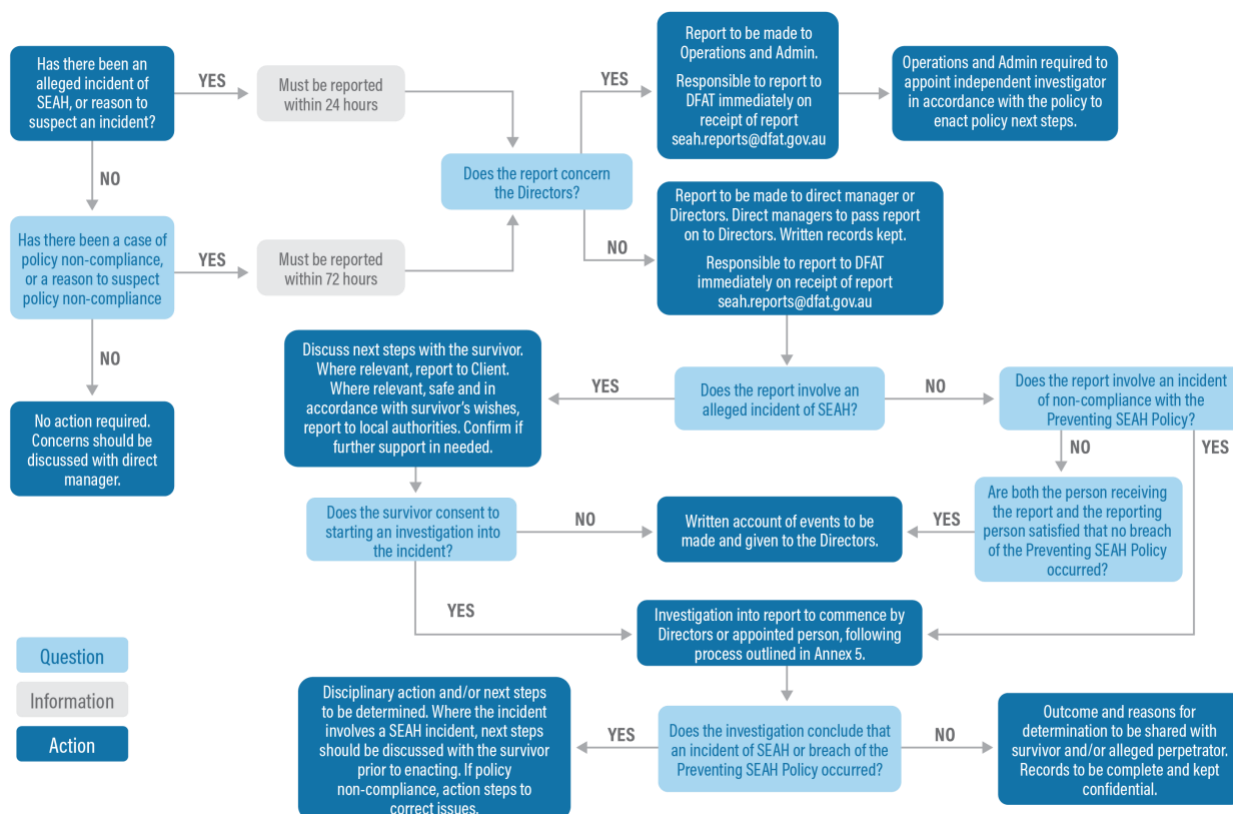 Has there been an
alleged incident of
SEAH, or reason to
suspect an incident?
YES
Must be reported
within 24 hours
NO
Has there been a case of
policy non-compliance,
or a reason to suspect
policy non-compliance
YES
Must be reported
within 72 hours
NO
No action required.
Concerns should be
discussed with direct
manager.
Does the report concern
the Directors?
YES
Report to be made to
Operations and Admin.
Responsible to report to
DFAT immediately on
receipt of report
seah.reports@dfat.gov.au
Operations and Admin required to
appoint independent investigator
in accordance with the policy to
enact policy next steps.
NO
Report to be made to direct manager or
Directors. Direct managers to pass report
on to Directors. Written records kept.
Responsible to report to DFAT
immediately on receipt of report
seah.reports@dfat.gov.au
Does the report involve an
alleged incident of SEAH?
YES
Discuss next steps with the survivor.
Where relevant, report to Client.
Where relevant, safe and in
accordance with survivor's wishes,
report to local authorities. Confirm if
further support in needed.
NO
Does the report involve an incident
of non-compliance with the
Preventing SEAH Policy?
NO
YES
Are both the person receiving
the report and the reporting
person satisfied that no breach
of the Preventing SEAH Policy
occurred?
YES
Does the survivor consent to
starting an investigation into
the incident?
NO
Written account of events to be
made and given to the Directors.
YES
Investigation into report to commence by
Directors or appointed person, following
process outlined in Annex 5.
Does the investigation conclude that
an incident of SEAH or breach of the
Preventing SEAH Policy occurred?
YES
Disciplinary action and/or next steps
to be determined. Where the incident
involves a SEAH incident, next steps
should be discussed with the survivor
prior to enacting. If policy
non-compliance, action steps to
correct issues.
NO
Outcome and reasons for
determination to be shared with
survivor and/or alleged perpetrator.
Records to be complete and kept
confidential.
Question
Information
Action